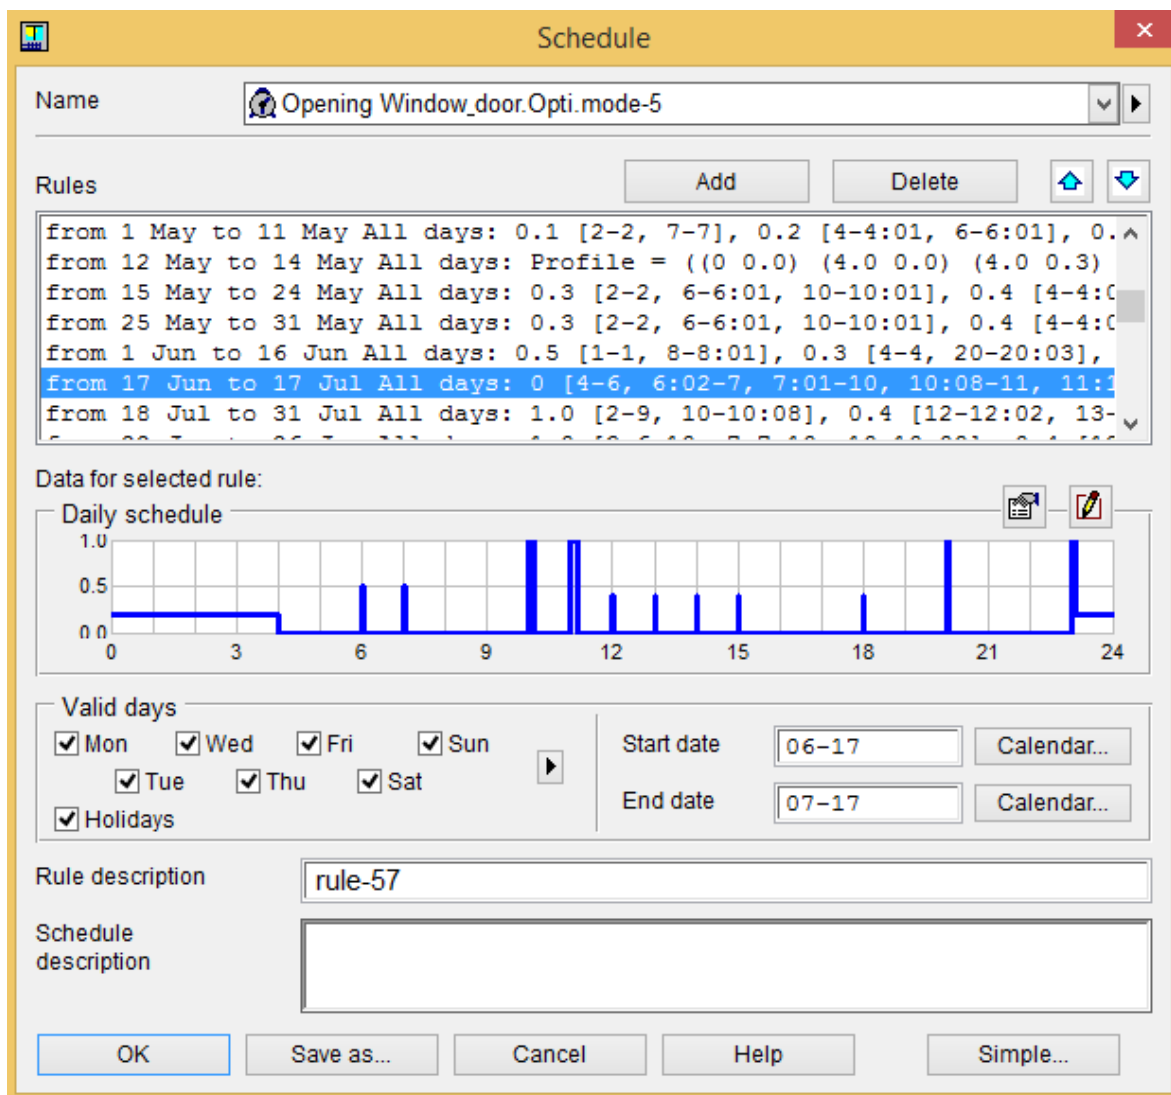 Schedule
Name
Opening Window_door.Opti.mode-5
Rules
Add
Delete
from 1 May to 11 May All days: 0.1 [2-2, 7-7], 0.2 [4-4:01, 6-6:01], 0.
from 12 May to 14 May All days: Profile = ((0 0.0) (4.0 0.0) (4.0 0.3)
from 15 May to 24 May All days: 0.3 [2-2, 6-6:01, 10-10:01], 0.4 [4-4:0
from 25 May to 31 May All days: 0.3 [2-2, 6-6:01, 10-10:01], 0.4 [4-4:0
from 1 Jun to 16 Jun All days: 0.5 [1-1, 8-8:01], 0.3 [4-4, 20-20:03],
from 17 Jun to 17 Jul All days: 0 [4-6, 6:02-7, 7:01-10, 10:08-11, 11:1
from 18 Jul to 31 Jul All days: 1.0 [2-9, 10-10:08], 0.4 [12-12:02, 13-
Data for selected rule:
Daily schedule
1.0
0.5
0.0
0 3 6 9 12 15 18 21 24
Valid days
Mon Wed Fri Sun
Tue Thu Sat
Holidays
Start date 06-17 Calendar...
End date 07-17 Calendar...
Rule description rule-57
Schedule
description
OK Save as... Cancel Help Simple...